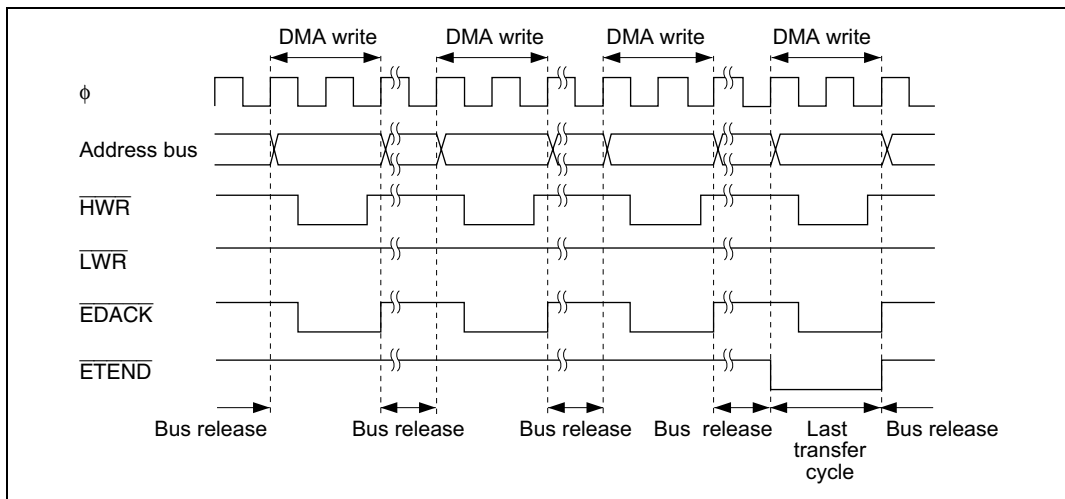 DMA write DMA write DMA write DMA write
φ
Address bus
HWR
LWR
EDACK
ETEND
Bus release Bus release Bus release Bus release Last transfer cycle Bus release